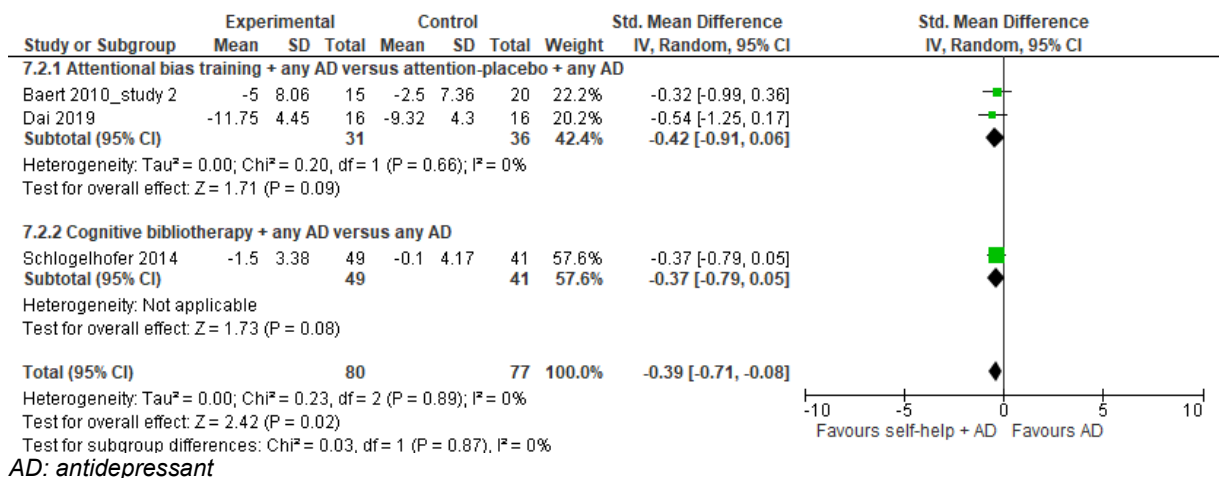 Experimental Control Std. Mean Difference Std. Mean Difference
Study or Subgroup Mean SD Total Mean SD Total Weight IV, Random, 95% CI IV, Random, 95% CI
7.2.1 Attentional bias training + any AD versus attention-placebo + any AD
Baert 2010_study 2 -5 8.06 15 -2.5 7.36 20 22.2% -0.32 [-0.99, 0.36]
Dai 2019 -11.75 4.45 16 -9.32 4.3 16 20.2% -0.54 [-1.25, 0.17]
Subtotal (95% CI) 31 36 42.4% -0.42 [-0.91, 0.06]
Heterogeneity: Tau² = 0.00; Chi² = 0.20, df = 1 (P = 0.66); I² = 0%
Test for overall effect: Z = 1.71 (P = 0.09)
7.2.2 Cognitive bibliotherapy + any AD versus any AD
Schlogelhofer 2014 -1.5 3.38 49 -0.1 4.17 41 57.6% -0.37 [-0.79, 0.05]
Subtotal (95% CI) 49 41 57.6% -0.37 [-0.79, 0.05]
Heterogeneity: Not applicable
Test for overall effect: Z = 1.73 (P = 0.08)
Total (95% CI) 80 77 100.0% -0.39 [-0.71, -0.08]
Heterogeneity: Tau² = 0.00; Chi² = 0.23, df = 2 (P = 0.89); I² = 0%
-10 -5 0 5 10
Test for overall effect: Z = 2.42 (P = 0.02)
Favours self-help + AD Favours AD
Test for subgroup differences: Chi² = 0.03, df = 1 (P = 0.87), I² = 0%
AD: antidepressant